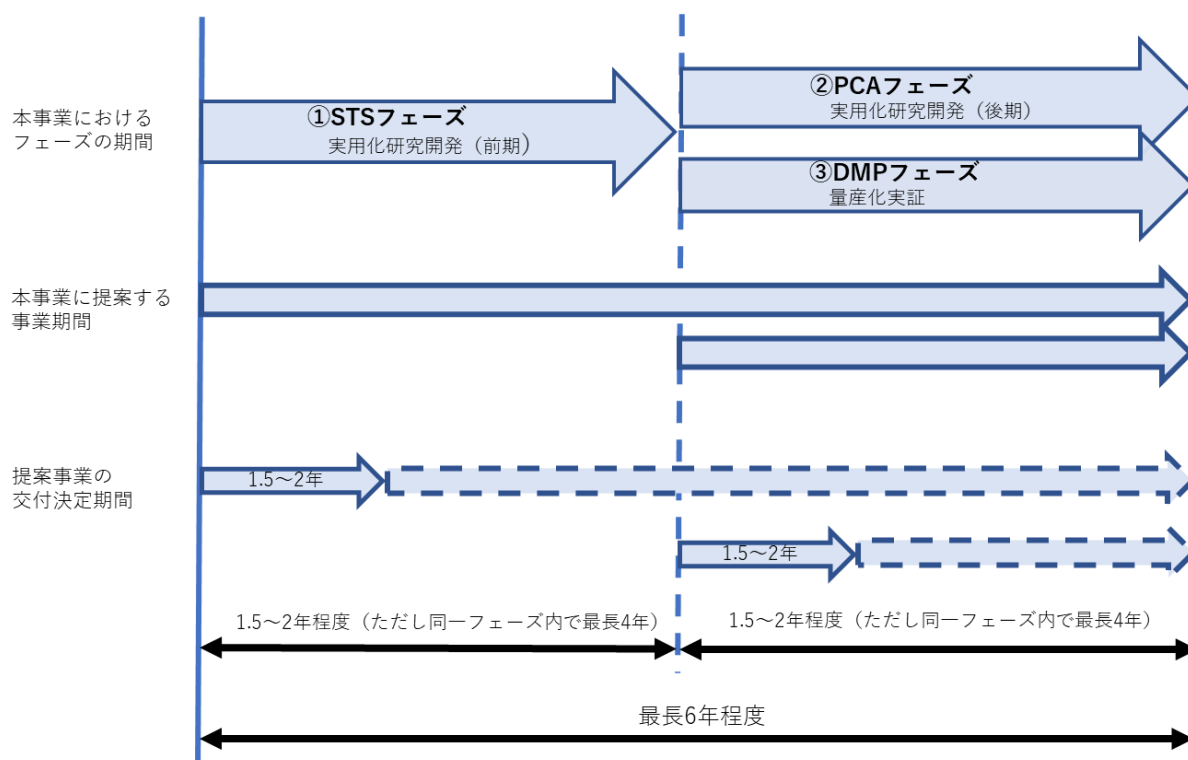 本事業における
フェーズの期間
①STSフェーズ
実用化研究開発（前期）
②PCAフェーズ
実用化研究開発（後期）
③DMPフェーズ
量産化実証
本事業に提案する
事業期間
提案事業の
交付決定期間
1.5～2年
1.5～2年
1.5～2年程度（ただし同一フェーズ内で最長4年）
1.5～2年程度（ただし同一フェーズ内で最長4年）
最長6年程度